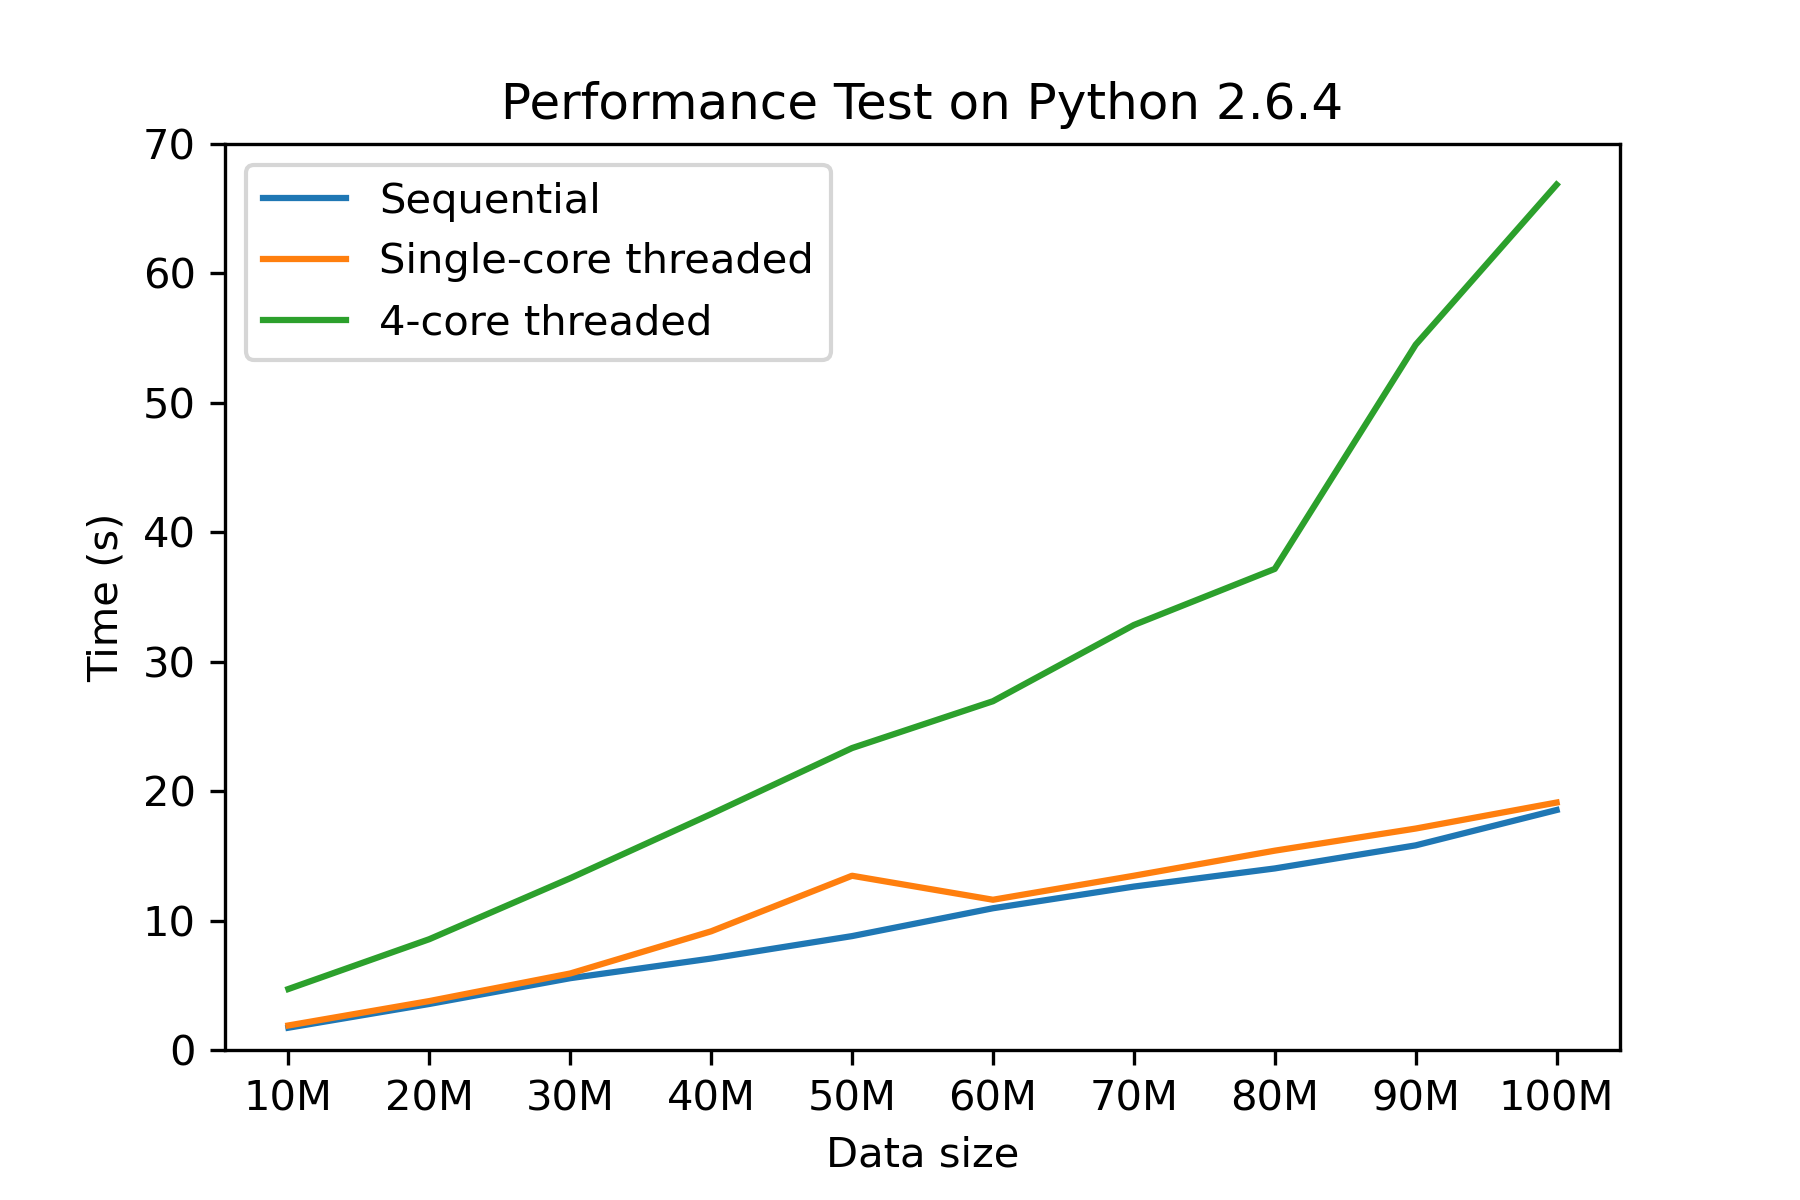 Performance Test on Python 2.6.4
70
60
50
40
30
20
10
0
Time (s)
Sequential
Single-core threaded
4-core threaded
10M 20M 30M 40M 50M 60M 70M 80M 90M 100M
Data size